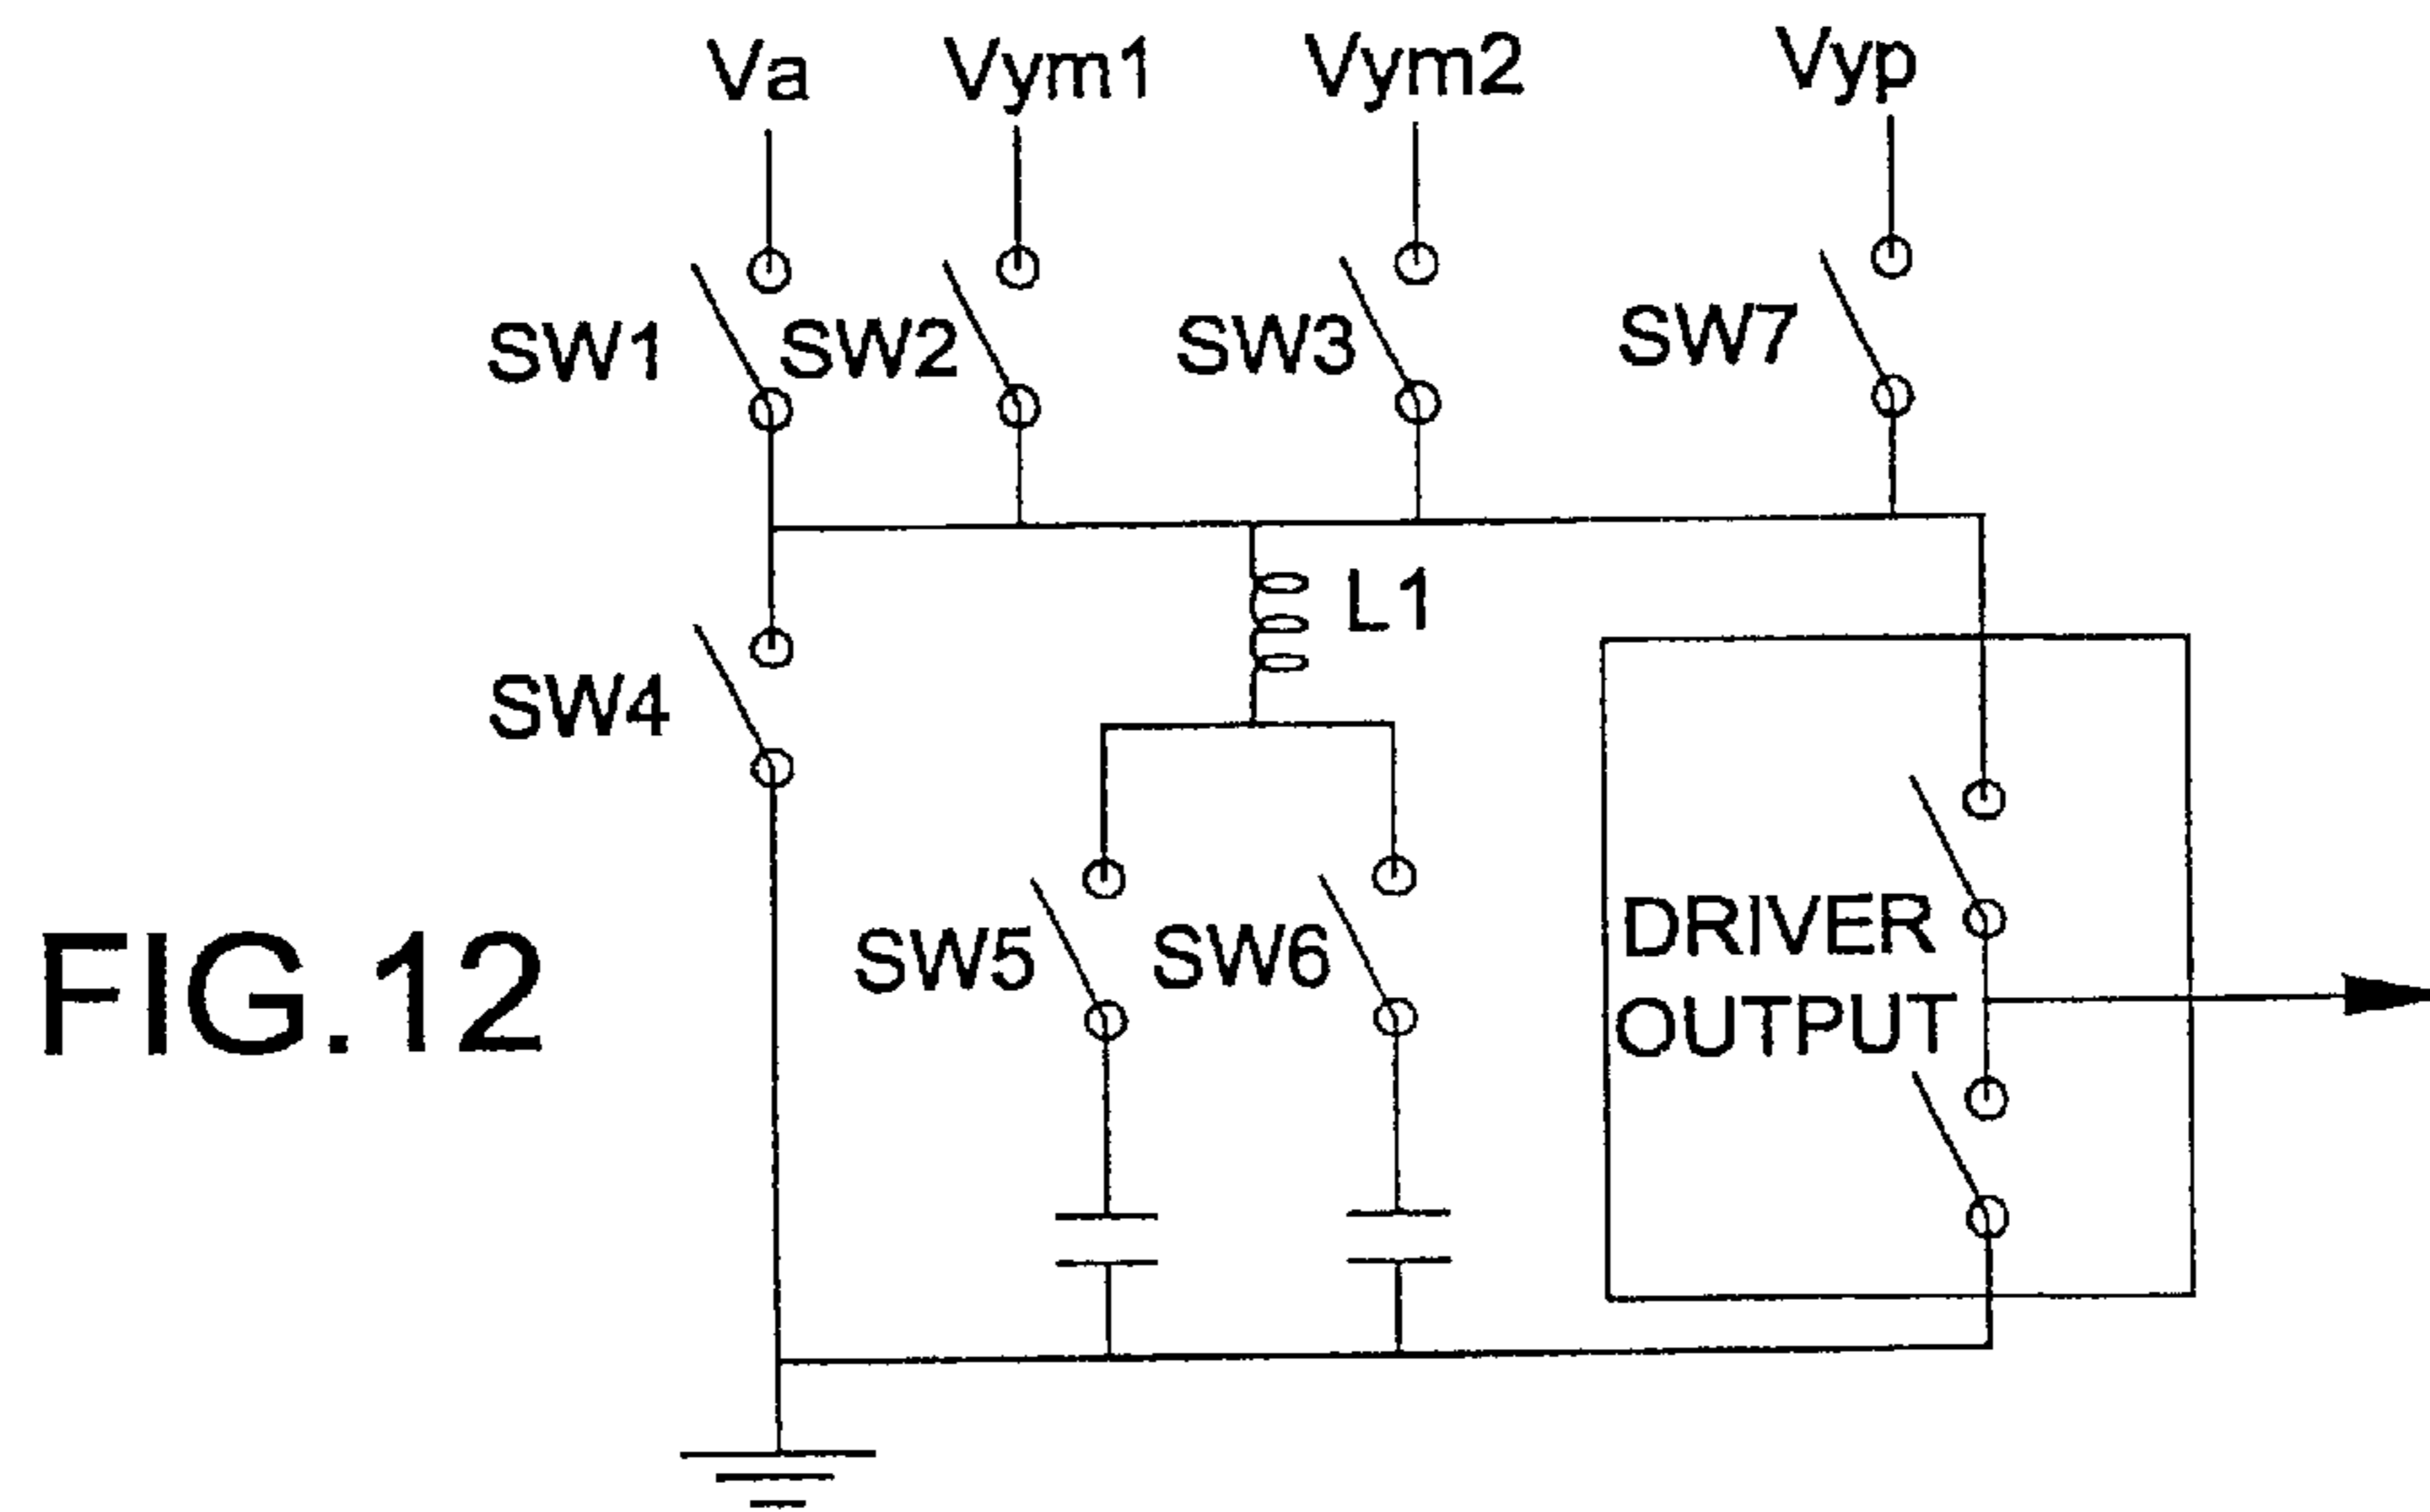 Va
Vym1
Vym2
Vyp
SW1
SW2
SW3
SW7
L1
SW4
SW5
SW6
DRIVER
OUTPUT
FIG.12